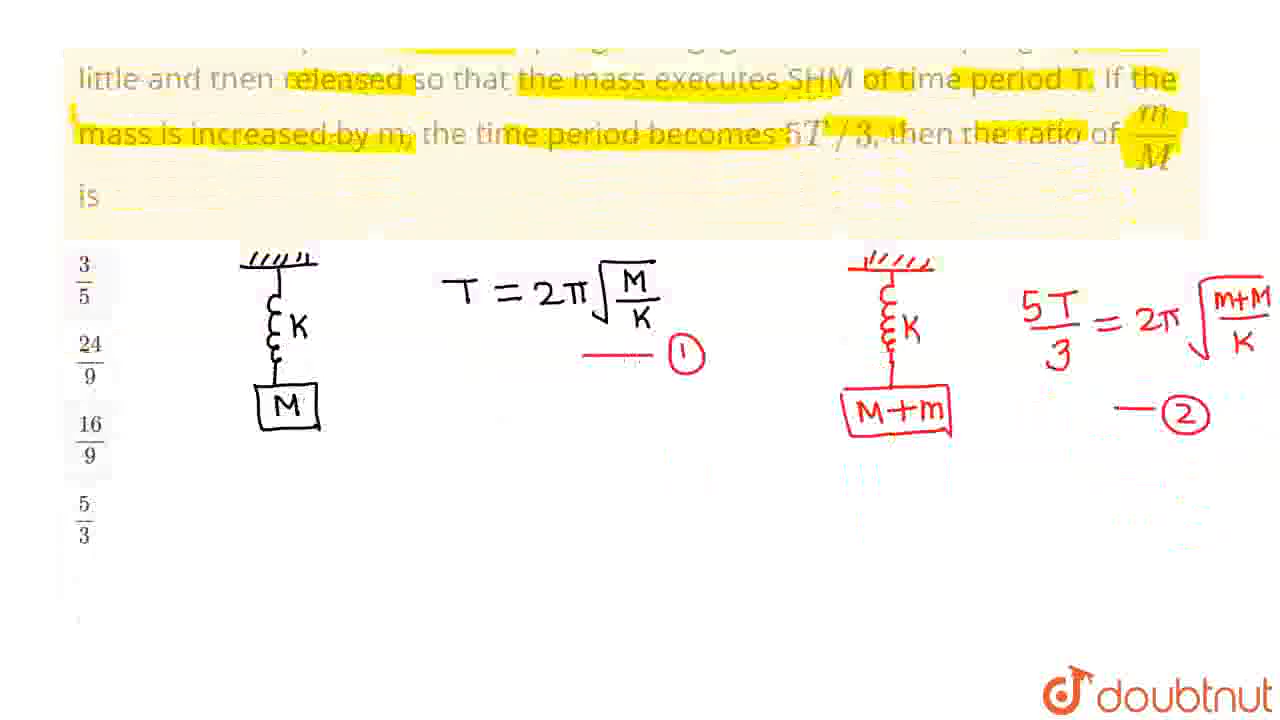 little and then released so that the mass executes SHM of time period T. If the
mass is increased by m, the time period becomes 5T/3, then the ratio of m/M
is
3/5
24/9
16/9
5/3
K
M
T = 2π√(M/K)
— ①
K
M+m
5T/3 = 2π√(m+M/K)
— ②
doubtnut